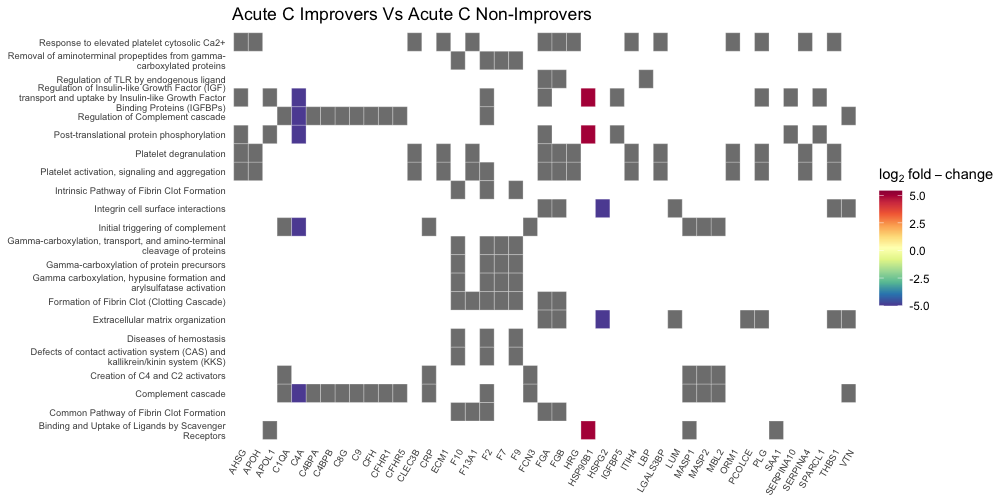 Acute C Improvers Vs Acute C Non-Improvers
Response to elevated platelet cytosolic Ca2+
Removal of aminoterminal propeptides from gamma-
carboxylated proteins
Regulation of TLR by endogenous ligand
Regulation of Insulin-like Growth Factor (IGF)
transport and uptake by Insulin-like Growth Factor
Binding Proteins (IGFBPs)
Regulation of Complement cascade
Post-translational protein phosphorylation
Platelet degranulation
Platelet activation, signaling and aggregation
Intrinsic Pathway of Fibrin Clot Formation
Integrin cell surface interactions
Initial triggering of complement
Gamma-carboxylation, transport, and amino-terminal
cleavage of proteins
Gamma-carboxylation of protein precursors
Gamma carboxylation, hypusine formation and
arylsulfatase activation
Formation of Fibrin Clot (Clotting Cascade)
Extracellular matrix organization
Diseases of hemostasis
Defects of contact activation system (CAS) and
kallikrein/kinin system (KKS)
Creation of C4 and C2 activators
Complement cascade
Common Pathway of Fibrin Clot Formation
Binding and Uptake of Ligands by Scavenger
Receptors
AHSG
APOH
APOL1
C1QA
C4A
C4BPA
C4BPB
C8G
C9
CFH
CFHR1
CFHR5
CLEC3B
CRP
ECM1
F10
F13A1
F2
F7
F9
FCN3
FGA
FGB
HRG
HSP90B1
HSPG2
IGFBP5
ITIH4
LBP
LGALS3BP
LUM
MASP1
MASP2
MBL2
ORM1
PCOLCE
PLG
SAA1
SERPINA10
SERPINA4
SPARCL1
THBS1
VTN
log2 fold – change
5.0
2.5
0.0
-2.5
-5.0